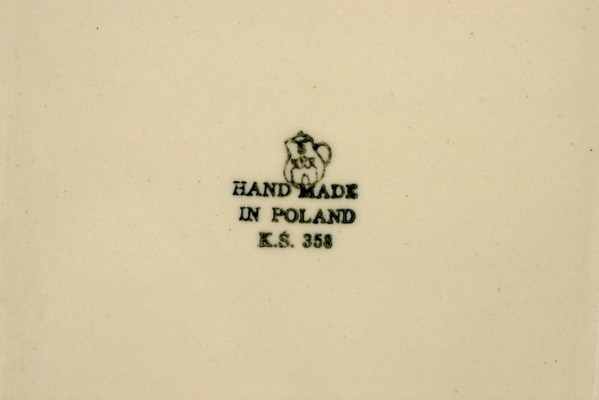 HAND MADE
IN POLAND
K.Ś. 358